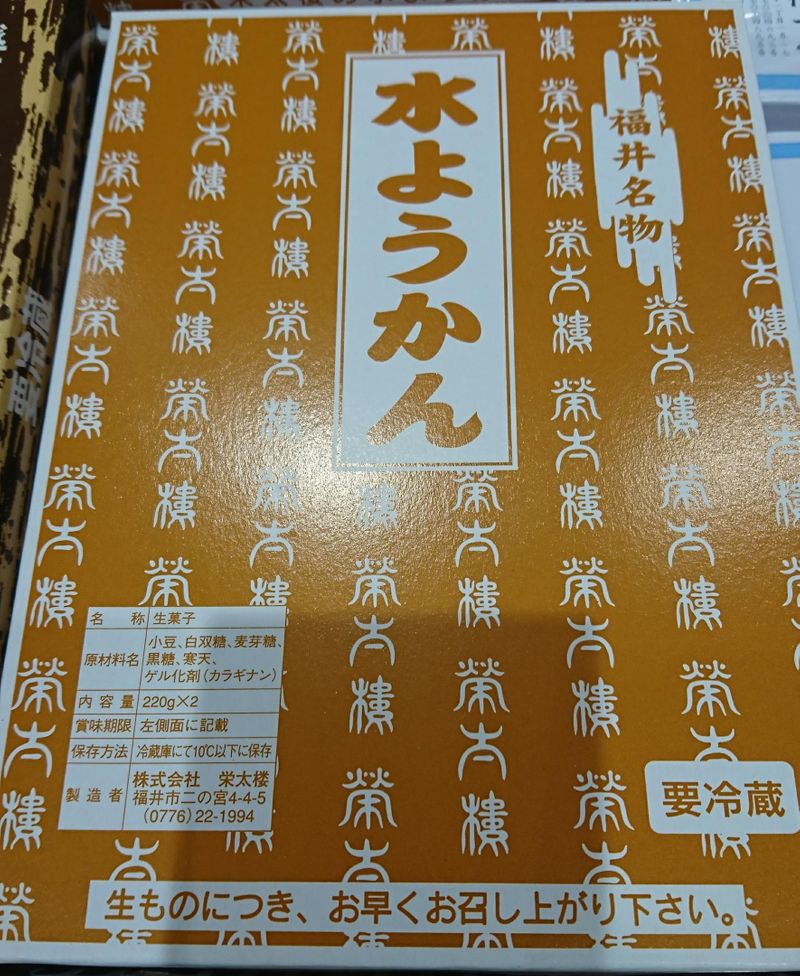 福井名物
水ようかん
榮太樓
名称 生菓子
原材料名 小豆、白双糖、麦芽糖、
黒糖、寒天、
ゲル化剤(カラギナン)
内容量 220g×2
賞味期限 左側面に記載
保存方法 冷蔵庫にて10℃以下に保存
製造者 株式会社 栄太楼
福井市二の宮4-4-5
(0776)22-1994
要冷蔵
生ものにつき、お早くお召し上がり下さい。